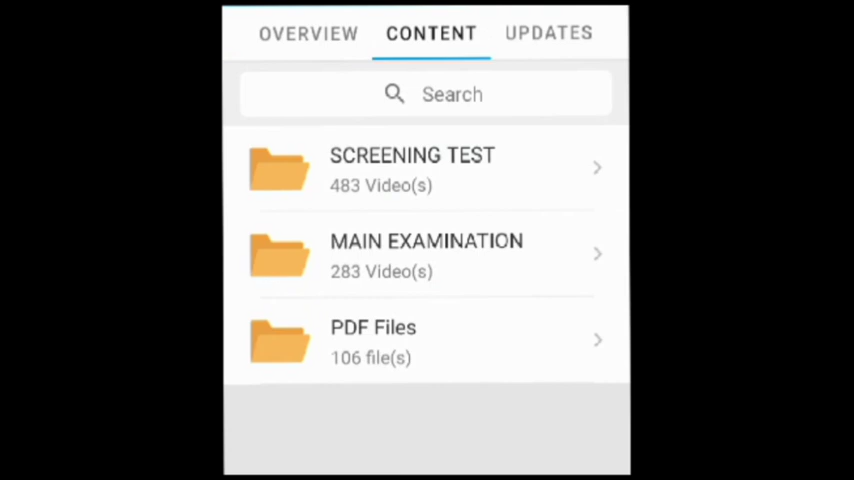 OVERVIEW CONTENT UPDATES
Search
SCREENING TEST
483 Video(s)
MAIN EXAMINATION
283 Video(s)
PDF Files
106 file(s)